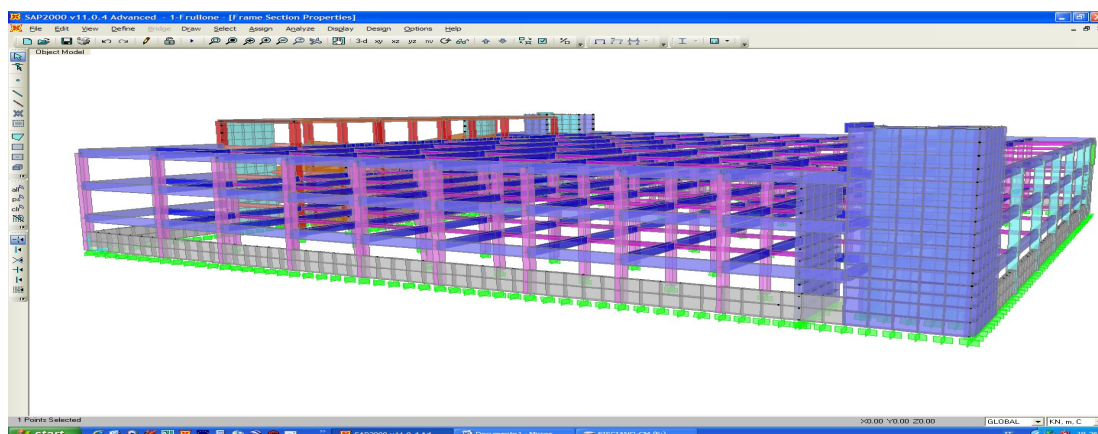 SAP2000 v11.0.4 Advanced - 1-Frullone - [Frame Section Properties]
File Edit View Define Bridge Draw Select Assign Analyze Display Design Options Help
3-d xy xz yz nv
Object Model
all
1 Points Selected
X0.00 Y0.00 Z0.00
GLOBAL
KN, m, C
start